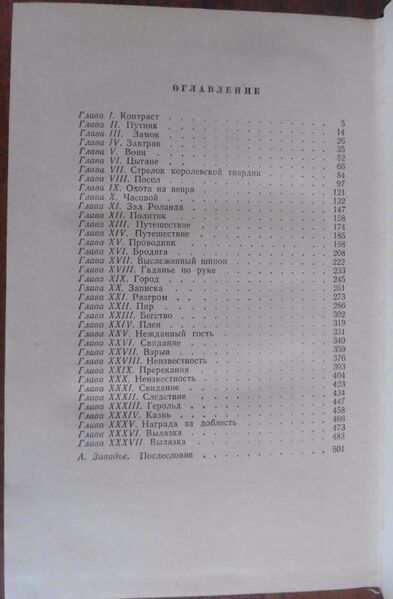 ОГЛАВЛЕНИЕ
Глава I. Контраст . . . 5
Глава II. Путник . . . 14
Глава III. Замок . . . 26
Глава IV. Завтрак . . . 35
Глава V. Воин . . . 52
Глава VI. Цыгане . . . 66
Глава VII. Стрелок королевской гвардии . . . 84
Глава VIII. Посол . . . 97
Глава IX. Охота на вепря . . . 121
Глава X. Часовой . . . 132
Глава XI. Зал Роланда . . . 147
Глава XII. Политик . . . 158
Глава XIII. Путешествие . . . 174
Глава XIV. Путешествие . . . 185
Глава XV. Проводник . . . 198
Глава XVI. Бродяга . . . 208
Глава XVII. Выслеженный шпион . . . 222
Глава XVIII. Гаданье по руке . . . 233
Глава XIX. Город . . . 245
Глава XX. Записка . . . 261
Глава XXI. Разгром . . . 273
Глава XXII. Пир . . . 286
Глава XXIII. Бегство . . . 302
Глава XXIV. Плен . . . 319
Глава XXV. Нежданный гость . . . 331
Глава XXVI. Свидание . . . 340
Глава XXVII. Взрыв . . . 359
Глава XXVIII. Неизвестность . . . 376
Глава XXIX. Пререкания . . . 393
Глава XXX. Неизвестность . . . 404
Глава XXXI. Свидание . . . 423
Глава XXXII. Следствие . . . 434
Глава XXXIII. Герольд . . . 447
Глава XXXIV. Казнь . . . 458
Глава XXXV. Награда за доблесть . . . 466
Глава XXXVI. Вылазка . . . 473
Глава XXXVII. Вылазка . . . 483
А. Завадье. Послесловие . . . 501